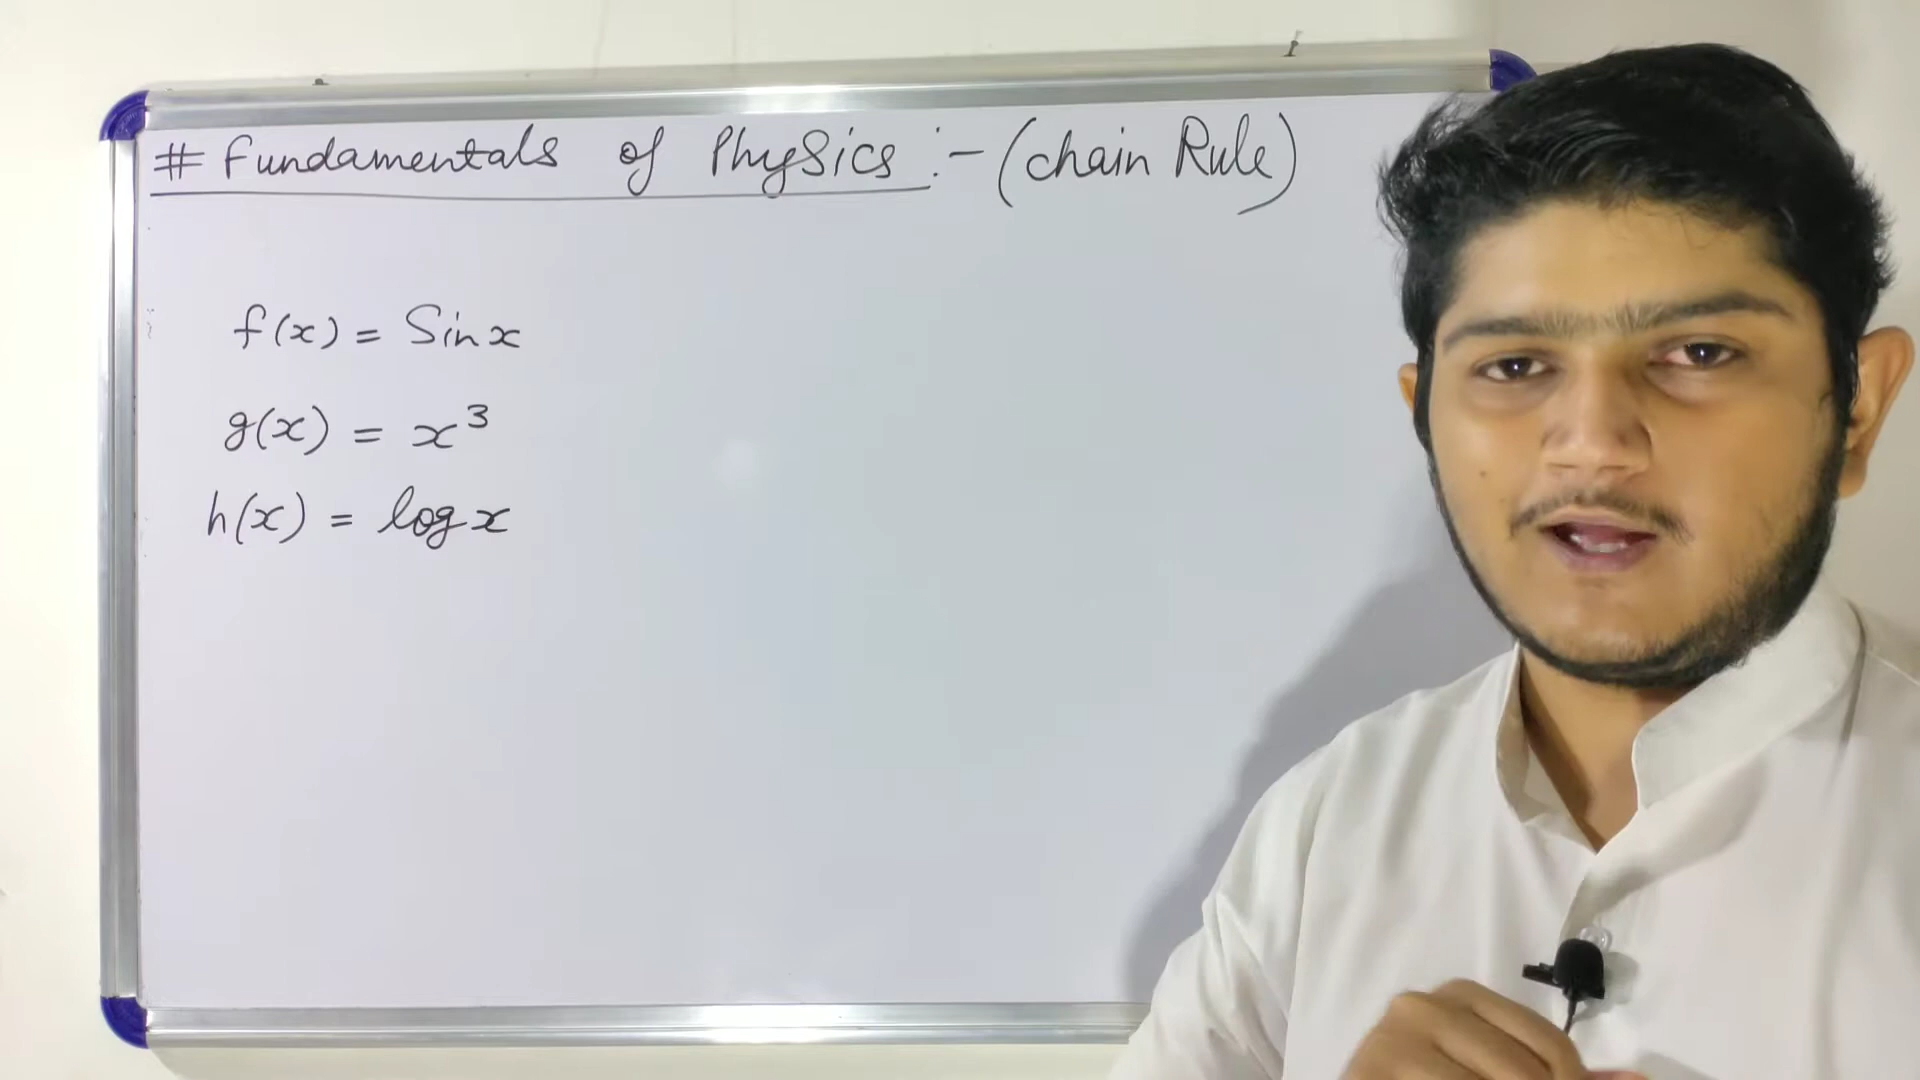 # Fundamentals of Physics :- (chain Rule)
f(x) = Sin x
g(x) = x³
h(x) = log x